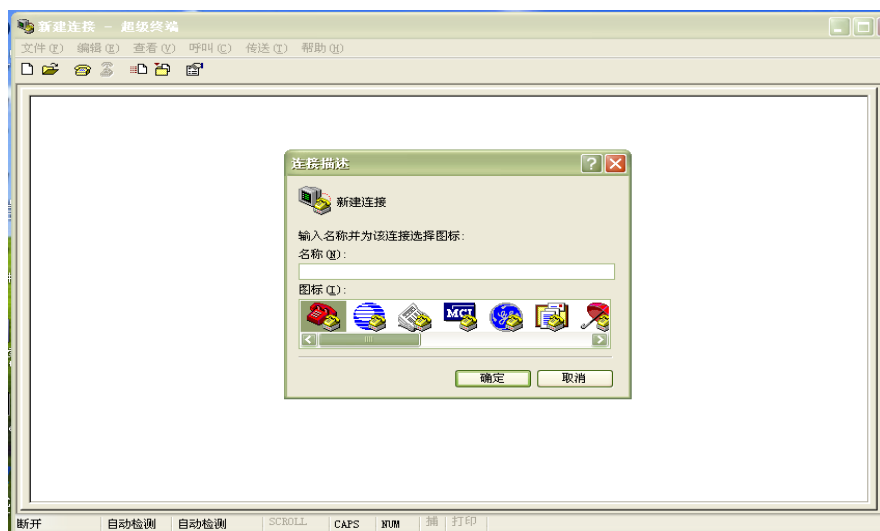 新建连接 - 超级终端
文件(F) 编辑(E) 查看(V) 呼叫(C) 传送(T) 帮助(H)
连接描述
新建连接
输入名称并为该连接选择图标:
名称(N):
图标(I):
MCI
确定 取消
断开 自动检测 自动检测 SCROLL CAPS NUM 捕 打印